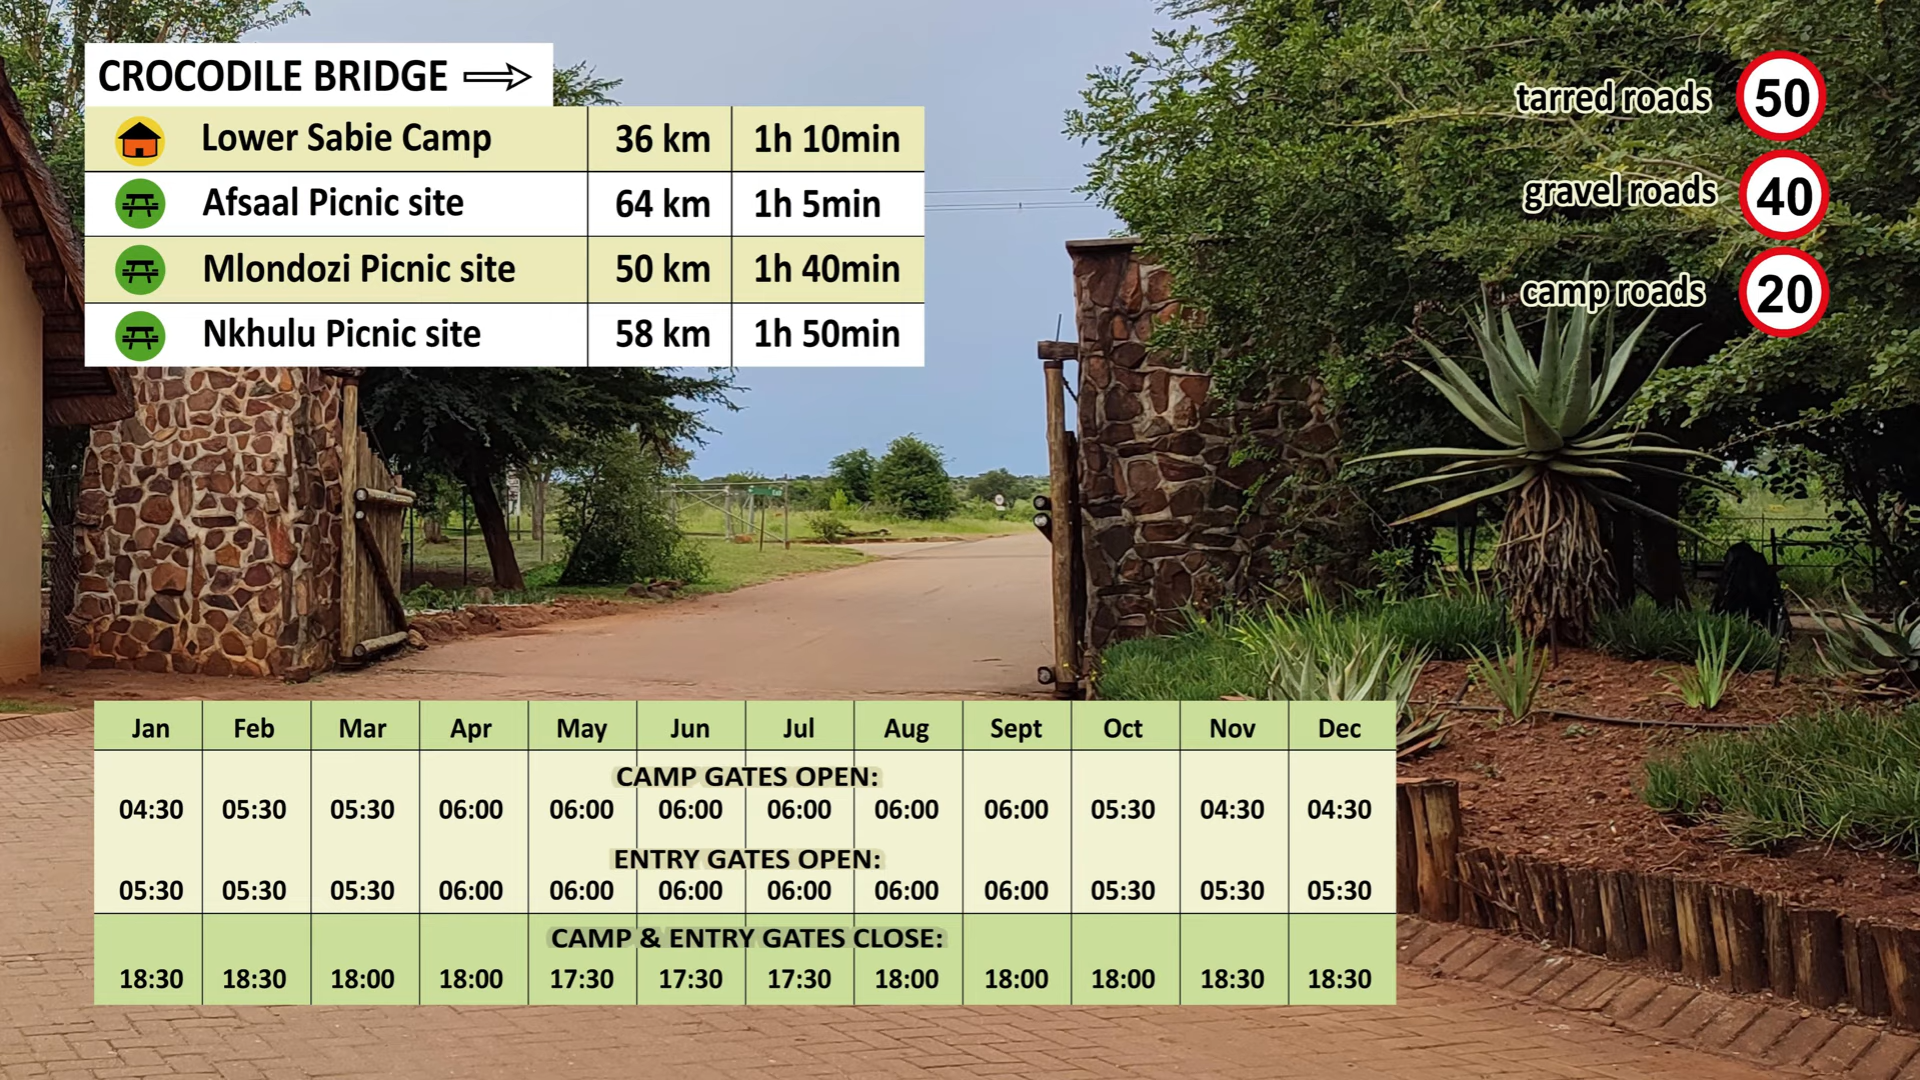 CROCODILE BRIDGE
Lower Sabie Camp 36 km 1h 10min
Afsaal Picnic site 64 km 1h 5min
Mlondozi Picnic site 50 km 1h 40min
Nkhulu Picnic site 58 km 1h 50min
tarred roads 50
gravel roads 40
camp roads 20
Jan Feb Mar Apr May Jun Jul Aug Sept Oct Nov Dec
CAMP GATES OPEN:
04:30 05:30 05:30 06:00 06:00 06:00 06:00 06:00 06:00 05:30 04:30 04:30
ENTRY GATES OPEN:
05:30 05:30 05:30 06:00 06:00 06:00 06:00 06:00 06:00 05:30 05:30 05:30
CAMP & ENTRY GATES CLOSE:
18:30 18:30 18:00 18:00 17:30 17:30 17:30 18:00 18:00 18:00 18:30 18:30